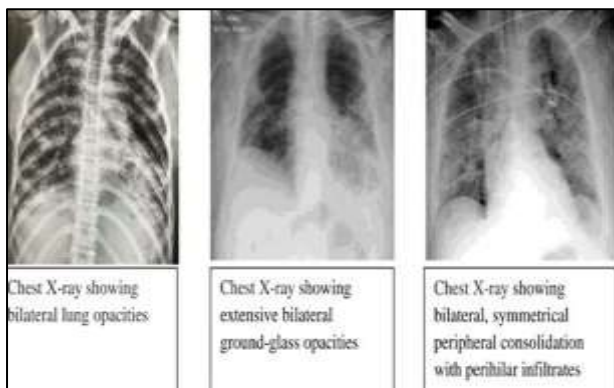 Chest X-ray showing
bilateral lung opacities
Chest X-ray showing
extensive bilateral
ground-glass opacities
Chest X-ray showing
bilateral, symmetrical
peripheral consolidation
with perihilar infiltrates